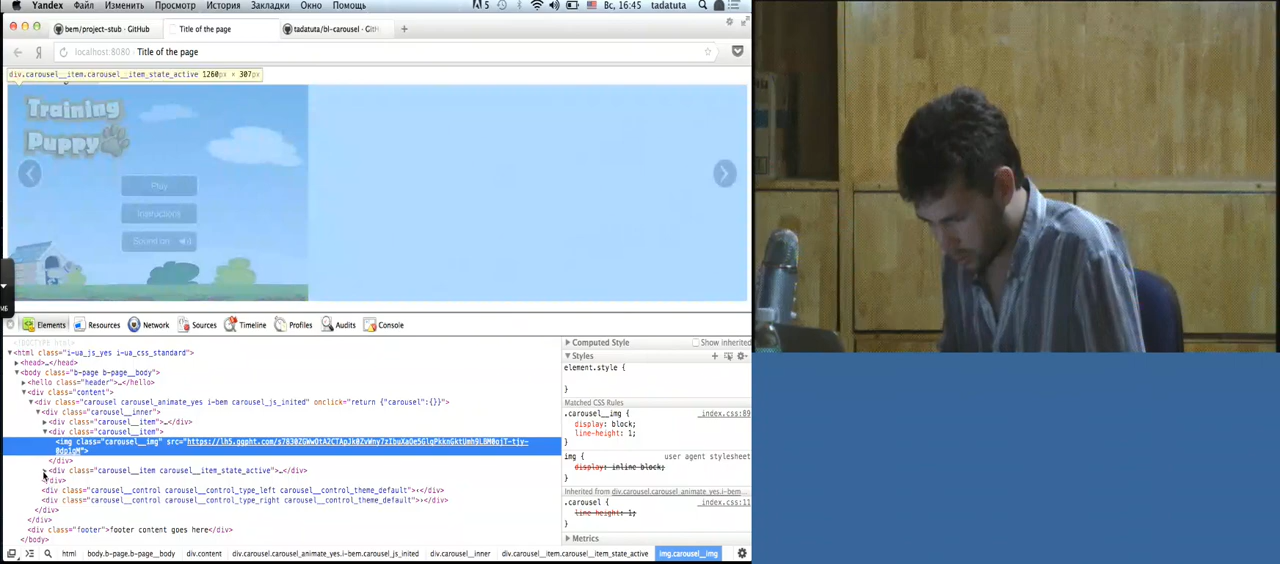 Yandex Файл Изменить Просмотр История Закладки Окно Помощь 5 Вс, 16:45 tadatuta
bem/project-stub · GitHub Title of the page tadatuta/bl-carousel · GitH
Я localhost:8080 Title of the page
div.carousel__item.carousel__item_state_active 1260px × 307px
Training
Puppy
Play
Instructions
Sound on
Elements Resources Network Sources Timeline Profiles Audits Console
<!DOCTYPE html>
<html class="i-ua_js_yes i-ua_css_standard">
<head>…</head>
<body class="b-page b-page__body">
<hello class="header">…</hello>
<div class="content">
<div class="carousel carousel_animate_yes i-bem carousel_js_inited" onclick="return {"carousel":{}}">
<div class="carousel__inner">
<div class="carousel__item">…</div>
<div class="carousel__item">
<img class="carousel__img" src="
</div>
<div class="carousel__item carousel__item_state_active">…</div>
</div>
<div class="carousel__control carousel__control_type_left carousel__control_theme_default">‹</div>
<div class="carousel__control carousel__control_type_right carousel__control_theme_default">›</div>
</div>
</div>
<div class="footer">footer content goes here</div>
</body>
html body.b-page.b-page__body div.content div.carousel.carousel_animate_yes.i-bem.carousel_js_inited div.carousel__inner div.carousel__item.carousel__item_state_active img.carousel__img
Computed Style Show inherited
Styles
element.style {
}
Matched CSS Rules
.carousel__img { _index.css:89
display: block;
line-height: 1;
}
img { user agent stylesheet
display: inline-block;
}
Inherited from div.carousel.carousel_animate_yes.i-bem…
.carousel { _index.css:11
line-height: 1;
}
Metrics